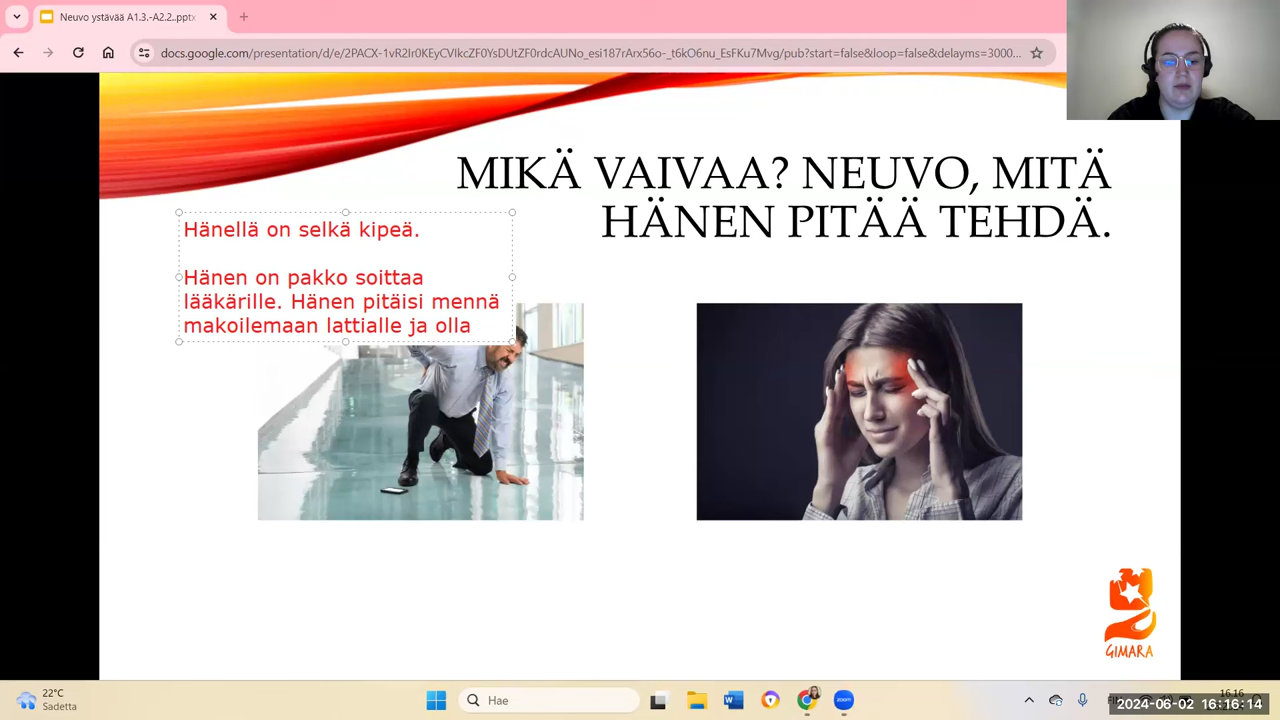 Neuvo ystävää A1.3.-A2.2..pptx
docs.google.com/presentation/d/e/2PACX-1vR2Ir0KEyCVIkcZF0YsDUtZF0rdcAUNo_esi187rArx56o-_t6kO6nu_EsFKu7Mvg/pub?start=false&loop=false&delayms=3000...
MIKÄ VAIVAA? NEUVO, MITÄ
HÄNEN PITÄÄ TEHDÄ.
Hänellä on selkä kipeä.
Hänen on pakko soittaa
lääkärille. Hänen pitäisi mennä
makoilemaan lattialle ja olla
GIMARA
22°C
Sadetta
Hae
16.16
2024-06-02 16:16:14